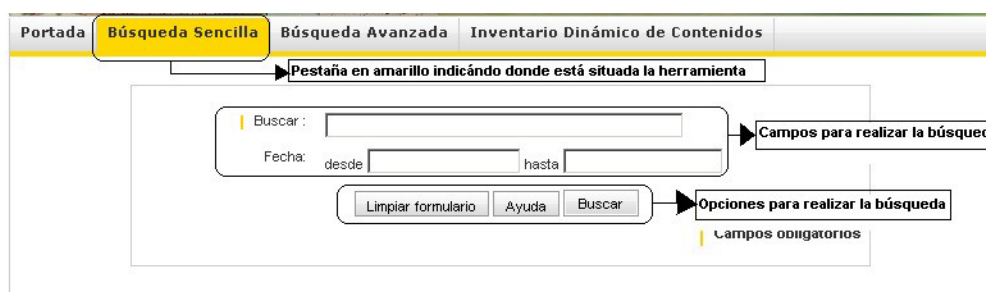 Portada Búsqueda Sencilla Búsqueda Avanzada Inventario Dinámico de Contenidos
Pestaña en amarillo indicándo donde está situada la herramienta
Buscar :
Campos para realizar la búsqued
Fecha: desde hasta
Limpiar formulario Ayuda Buscar
Opciones para realizar la búsqueda
Campos obligatorios